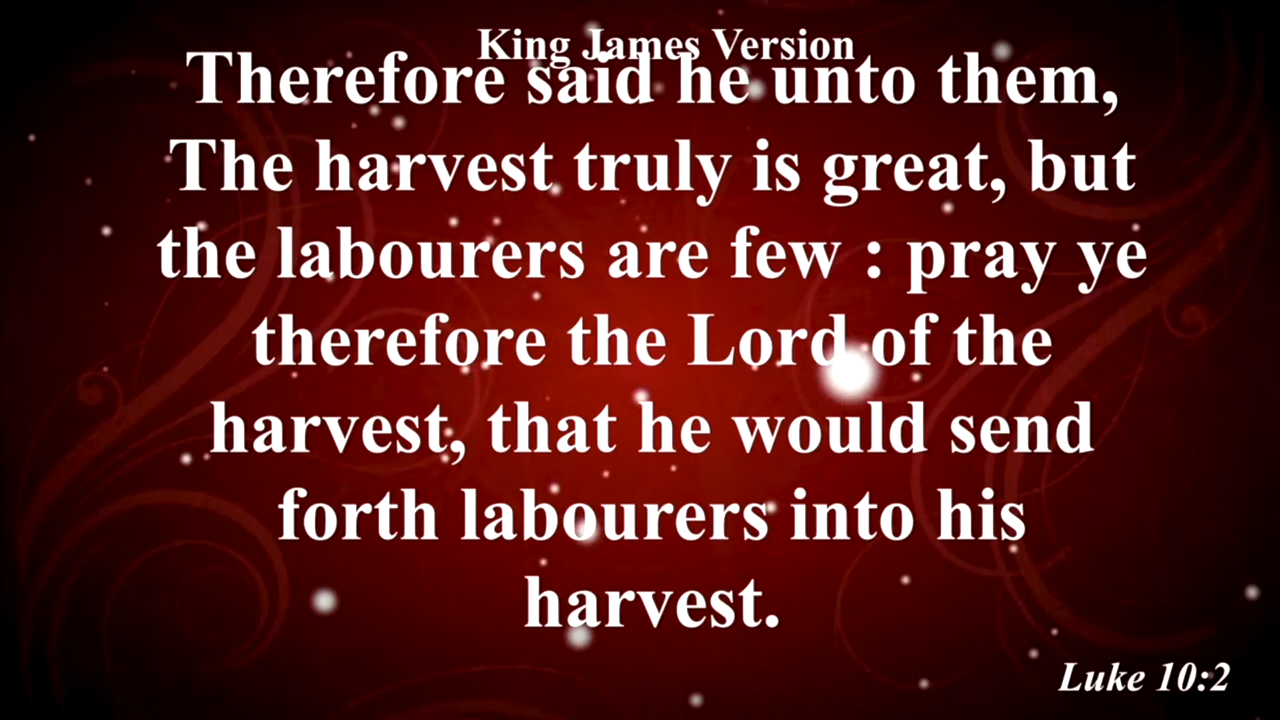 King James Version
Therefore said he unto them,
The harvest truly is great, but
the labourers are few : pray ye
therefore the Lord of the
harvest, that he would send
forth labourers into his
harvest.
Luke 10:2